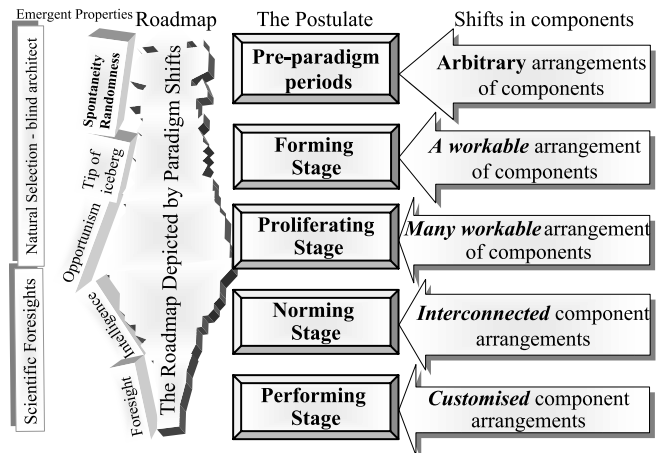 Emergent Properties
Roadmap
The Postulate
Shifts in components
Natural Selection - blind architect
Scientific Foresights
Spontaneity
Randomness
Tip of
iceberg
Opportunism
Intelligence
Foresight
The Roadmap Depicted by Paradigm Shifts
Pre-paradigm
periods
Arbitrary arrangements
of components
Forming
Stage
A workable arrangement
of components
Proliferating
Stage
Many workable arrangement
of components
Norming
Stage
Interconnected component
arrangements
Performing
Stage
Customised component
arrangements